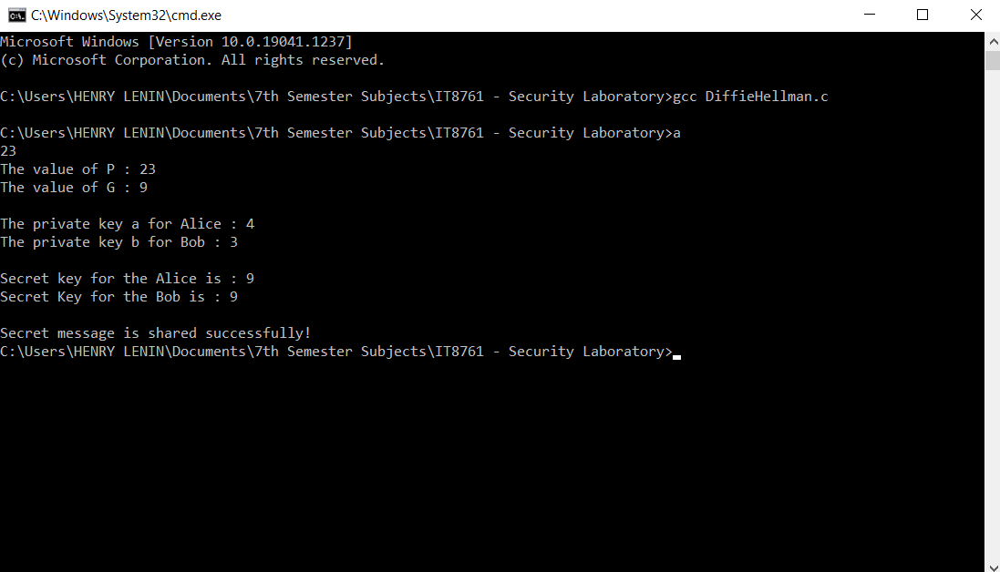 C:\Windows\System32\cmd.exe
Microsoft Windows [Version 10.0.19041.1237]
(c) Microsoft Corporation. All rights reserved.
C:\Users\HENRY LENIN\Documents\7th Semester Subjects\IT8761 - Security Laboratory>gcc DiffieHellman.c
C:\Users\HENRY LENIN\Documents\7th Semester Subjects\IT8761 - Security Laboratory>a
23
The value of P : 23
The value of G : 9
The private key a for Alice : 4
The private key b for Bob : 3
Secret key for the Alice is : 9
Secret Key for the Bob is : 9
Secret message is shared successfully!
C:\Users\HENRY LENIN\Documents\7th Semester Subjects\IT8761 - Security Laboratory>